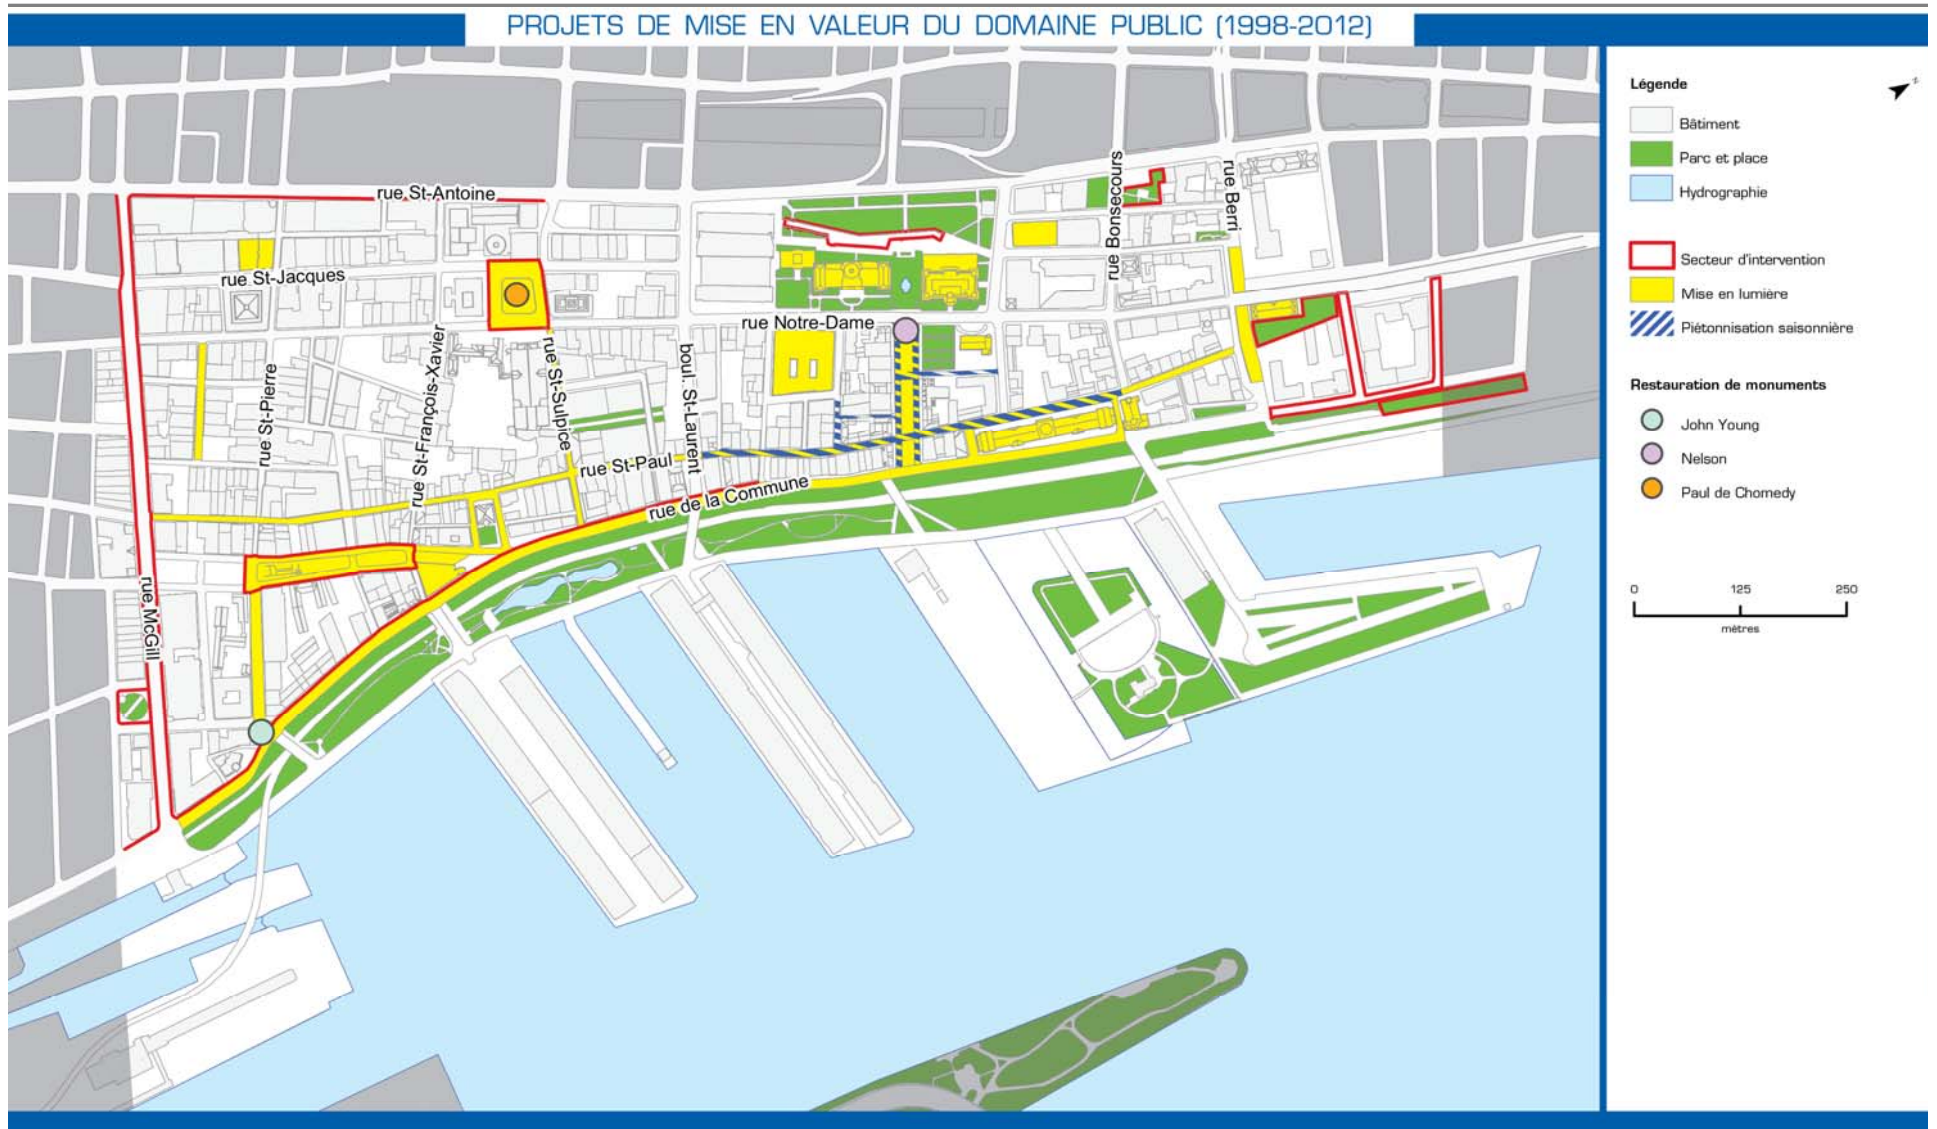 PROJETS DE MISE EN VALEUR DU DOMAINE PUBLIC (1998-2012)
rue St-Antoine
rue St-Jacques
rue Notre-Dame
rue Bonsecours
rue Berri
rue St-Pierre
rue St-François-Xavier
rue St-Sulpice
boul. St-Laurent
rue St-Paul
rue de la Commune
rue McGill
Légende
N
Bâtiment
Parc et place
Hydrographie
Secteur d'intervention
Mise en lumière
Piétonnisation saisonnière
Restauration de monuments
John Young
Nelson
Paul de Chomedy
0 125 250
mètres